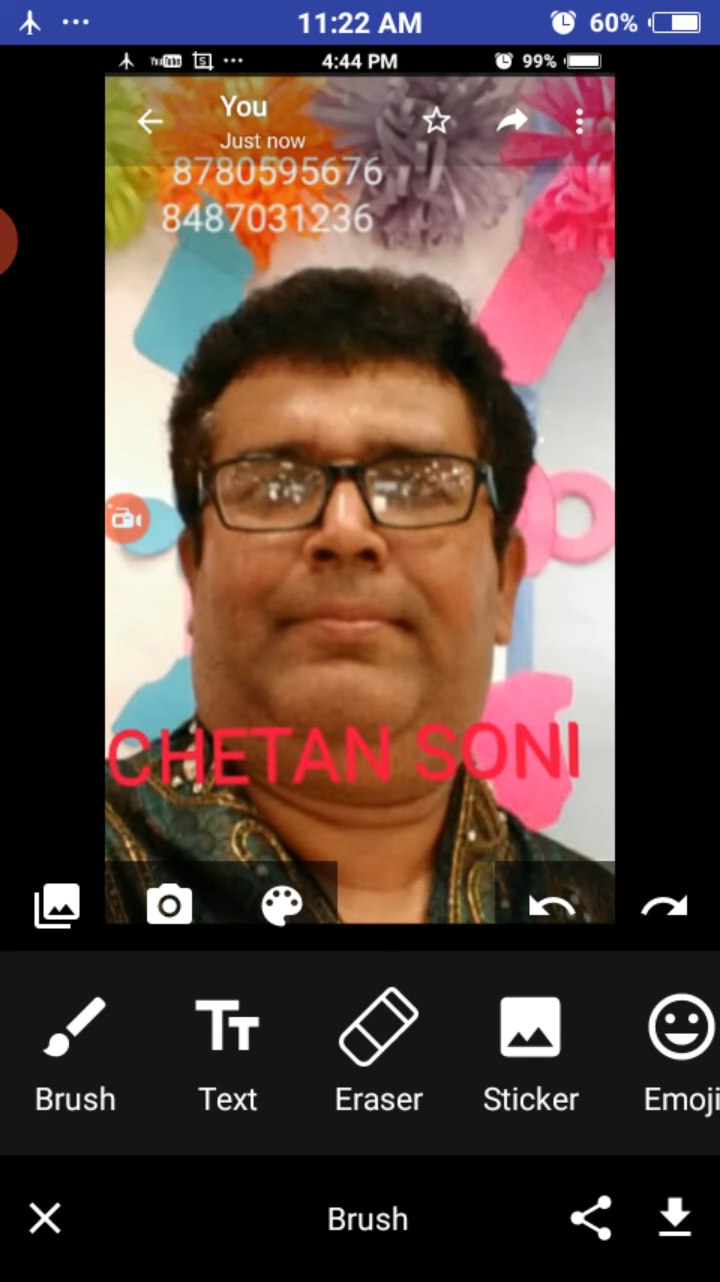 11:22 AM
60%
YouTube
4:44 PM
99%
You
Just now
8780595676
8487031236
CHETAN SONI
Brush
Text
Eraser
Sticker
Emoji
Brush